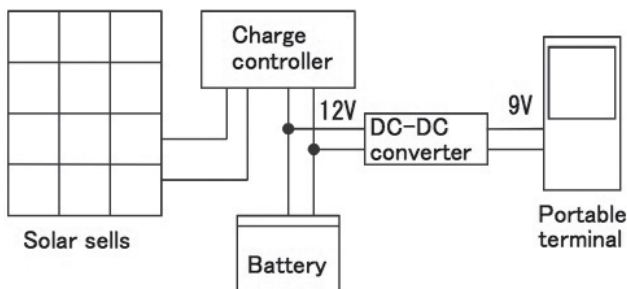 Charge
controller
12V
9V
DC-DC
converter
Solar sells
Battery
Portable
terminal